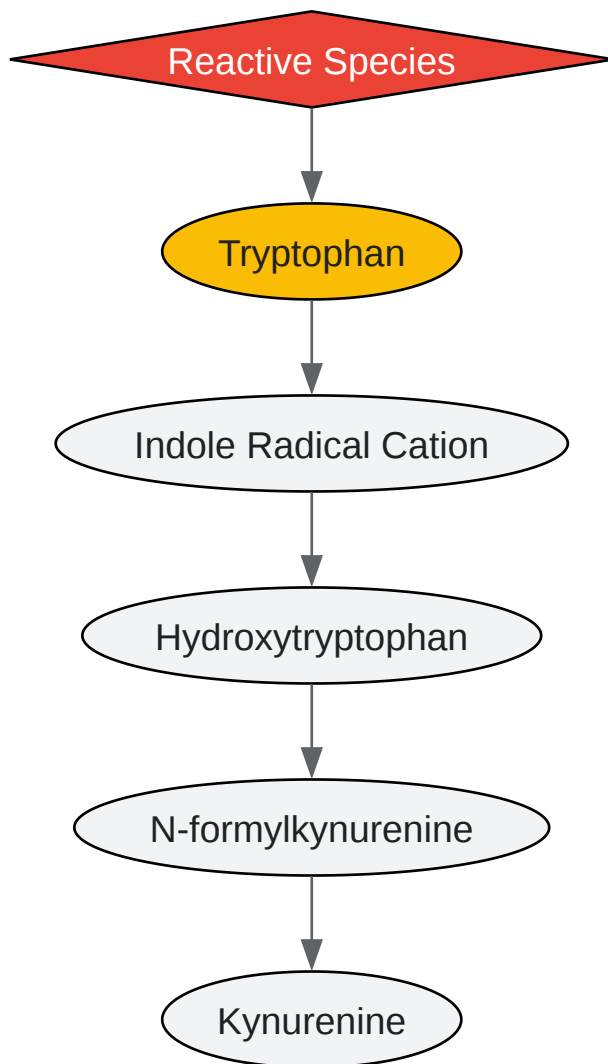 Reactive Species
Tryptophan
Indole Radical Cation
Hydroxytryptophan
N-formylkynurenine
Kynurenine